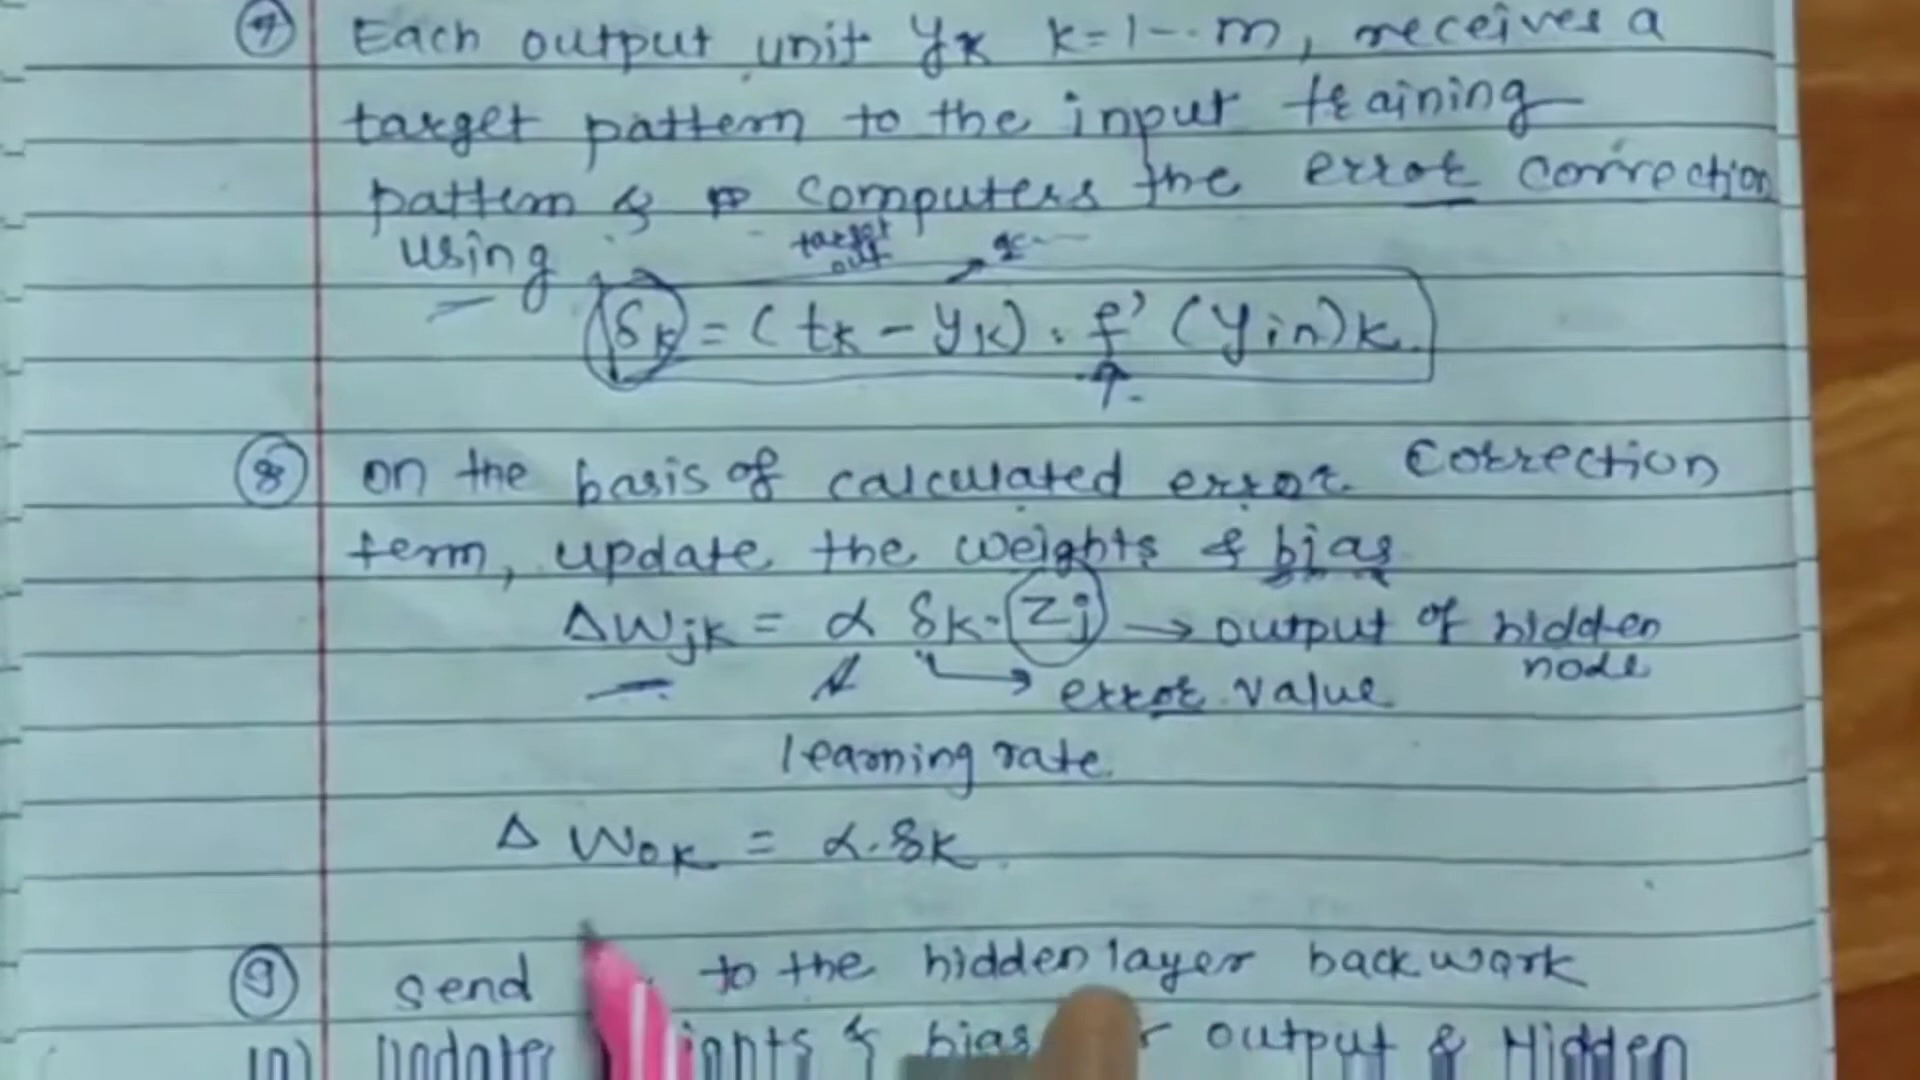 ⑦ Each output unit yk k=1-..m, receives a
target pattern to the input training
pattern & computers the error correction
using
target
out
δk = (tk - yk) . f' (yin)k.
⑧ on the basis of calculated error. Correction
term, update the weights & bias
ΔWjk = α δk. Zj → output of hidden
node
error value
learning rate.
Δ Wok = α.δk.
⑨ Send to the hidden layer backwork
10) Update & bias output & Hidden